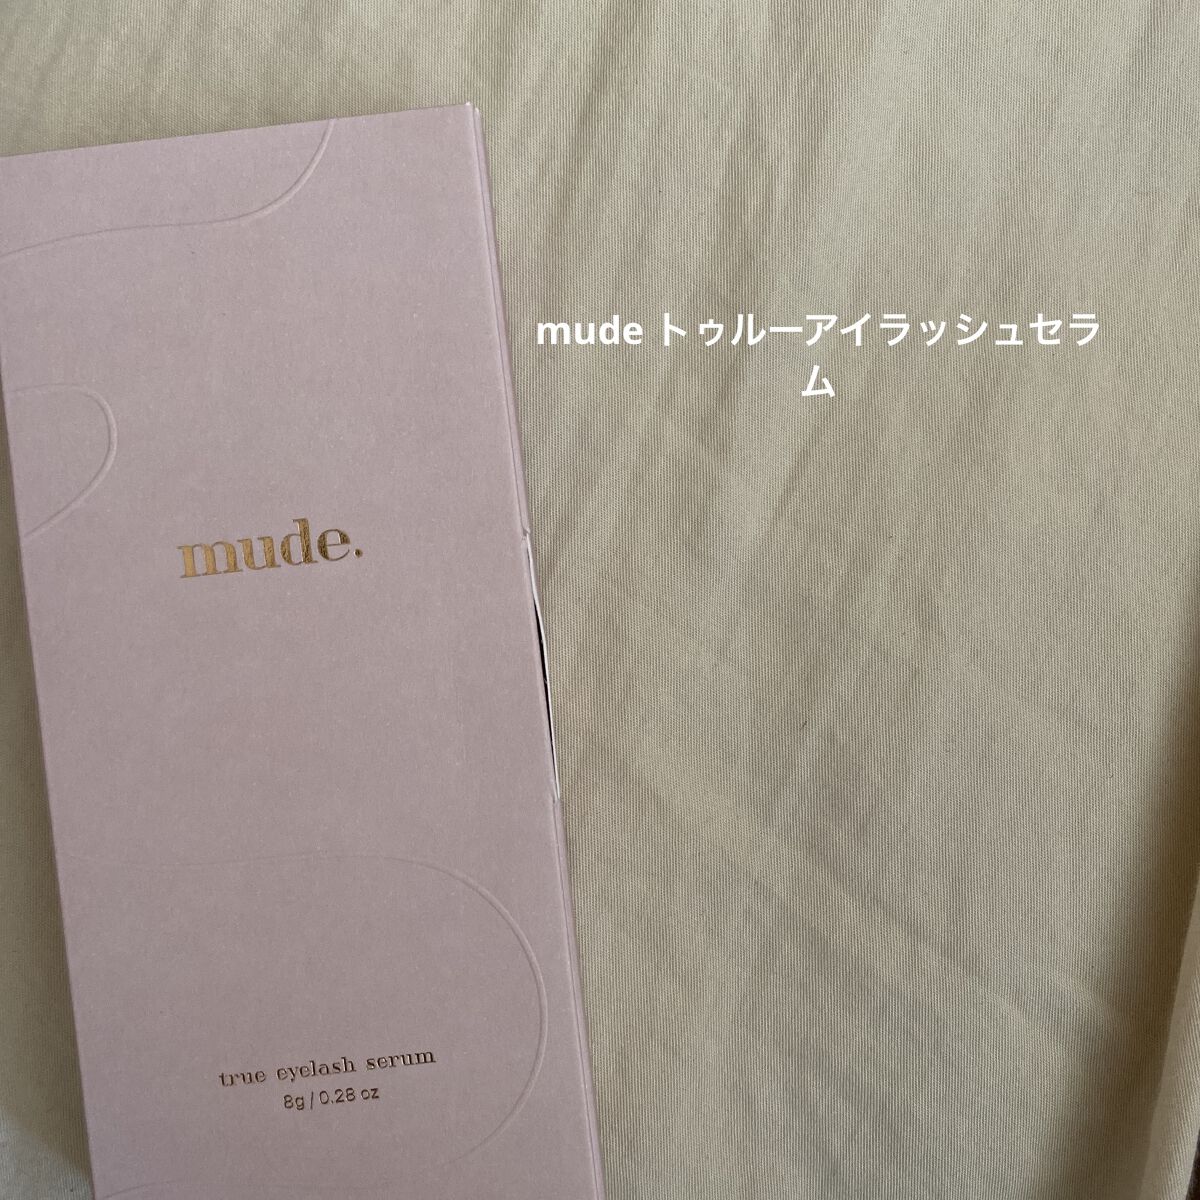 mude トゥルーアイラッシュセラ
ム
mude.
true eyelash serum
8g / 0.28 oz